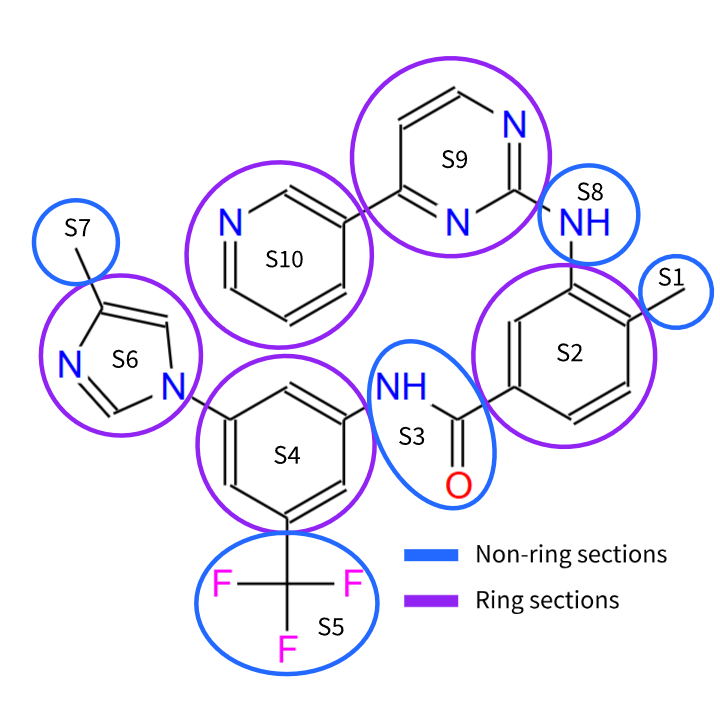 N
S9
S8
N
N
NH
S7
S10
S1
S6
N
N
NH
S2
S3
S4
O
Non-ring sections
F
F
Ring sections
S5
F